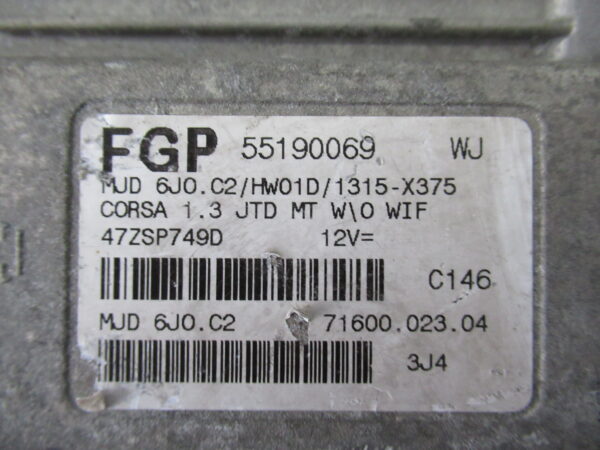 FGP 55190069 WJ
MJD 6J0.C2/HW01D/1315-X375
CORSA 1.3 JTD MT W\O WIF
47ZSP749D 12V=
C146
MJD 6J0.C2 71600.023.04
3J4